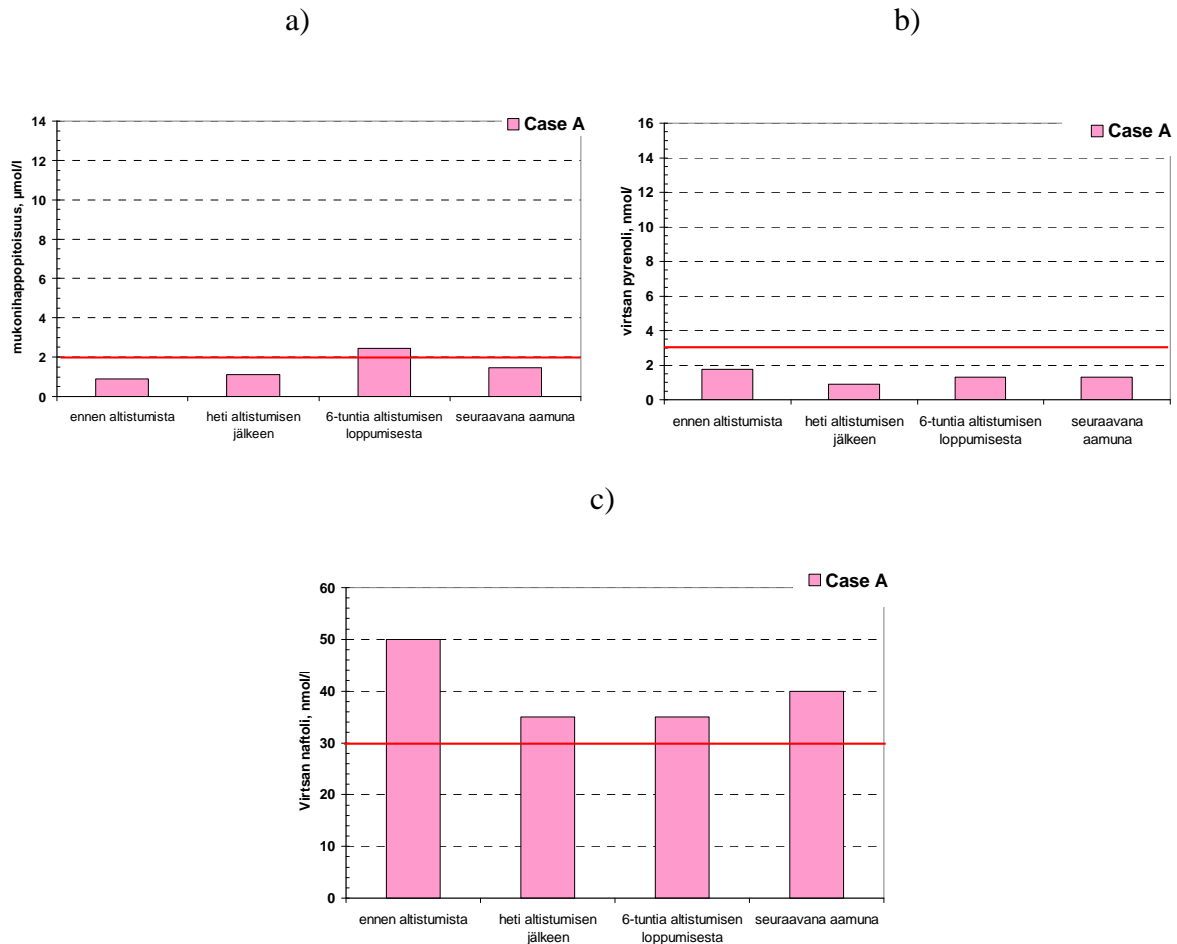 a)
b)
Case A
mukonihappopitoisuus, µmol/l
14
12
10
8
6
4
2
0
ennen altistumista
heti altistumisen
jälkeen
6-tuntia altistumisen
loppumisesta
seuraavana aamuna
Case A
virtsan pyrenoli, nmol/
16
14
12
10
8
6
4
2
0
ennen altistumista
heti altistumisen
jälkeen
6-tuntia altistumisen
loppumisesta
seuraavana
aamuna
c)
Case A
Virtsan naftoli, nmol/l
60
50
40
30
20
10
0
ennen altistumista
heti altistumisen
jälkeen
6-tuntia altistumisen
loppumisesta
seuraavana aamuna